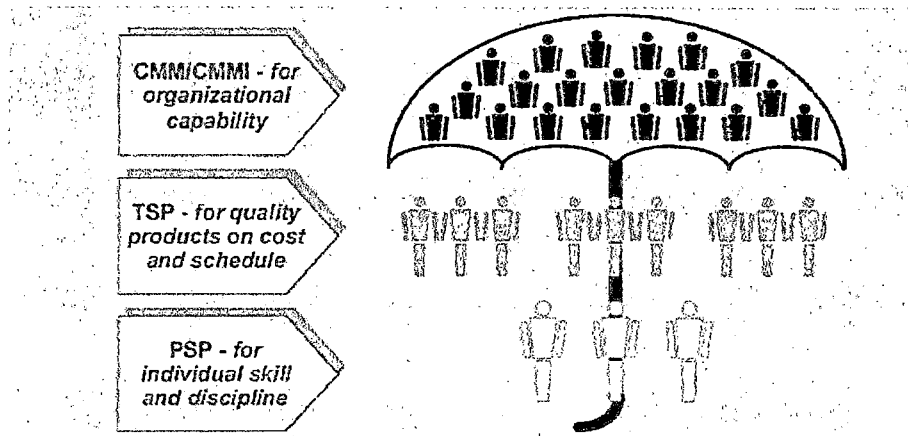 CMM/CMMI - for
organizational
capability
TSP - for quality
products on cost
and schedule
PSP - for
individual skill
and discipline